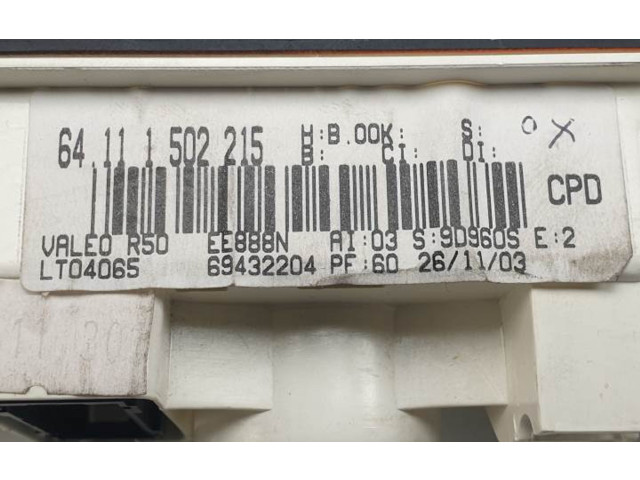 64.11 1 502 215 H:B.00K: S:
B: CI: DI:
CPD
VALEO R50 EE888N AI:03 S:9D960S E:2
LT04065 69432204 PF:60 26/11/03